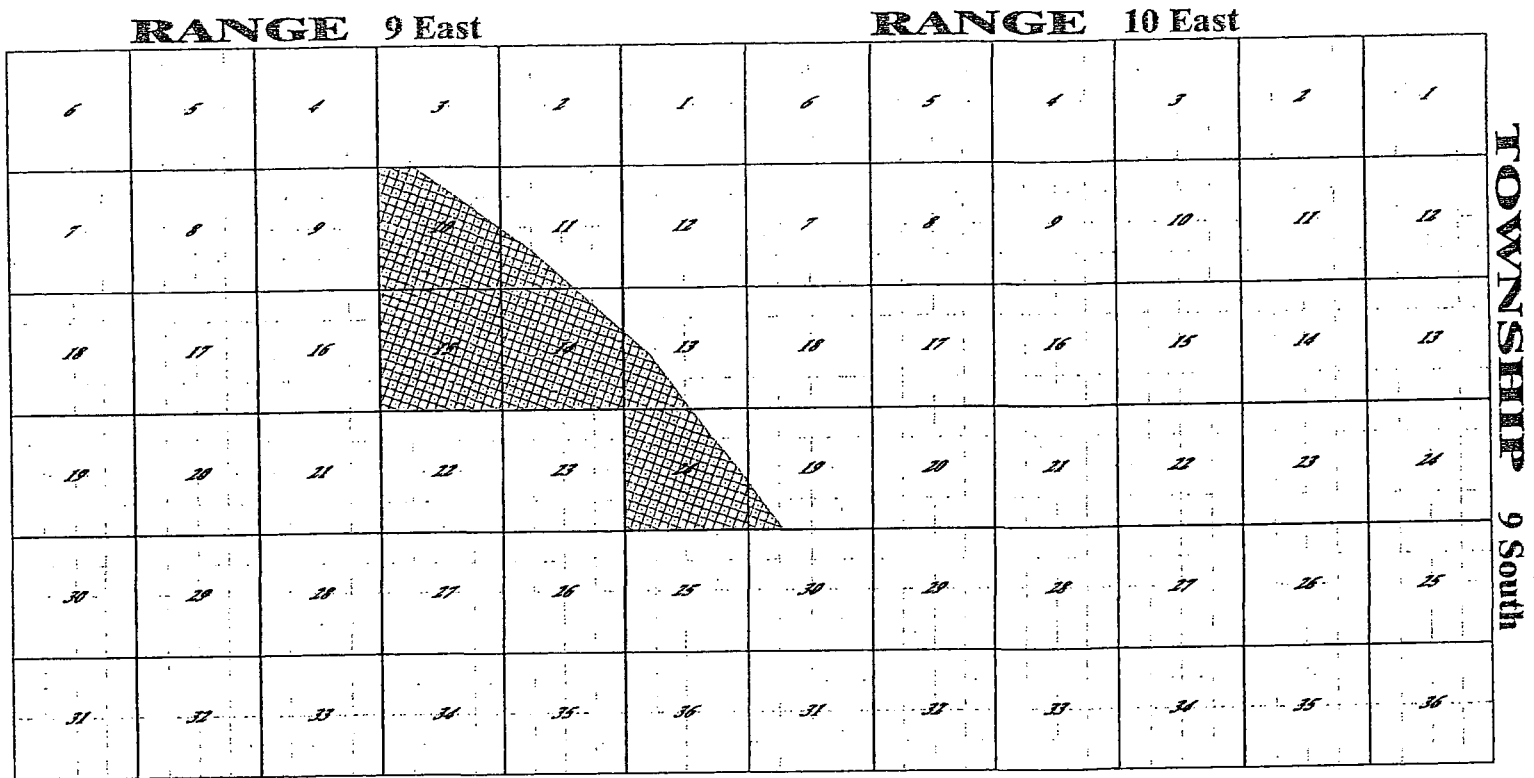 RANGE 9 East RANGE 10 East
6 5 4 3 2 1 6 5 4 3 2 1
7 8 9 10 11 12 7 8 9 10 11 12
18 17 16 15 14 13 18 17 16 15 14 13
19 20 21 22 23 24 19 20 21 22 23 24
30 29 28 27 26 25 30 29 28 27 26 25
31 32 33 34 35 36 31 32 33 34 35 36
TOWNSHIP 9 South